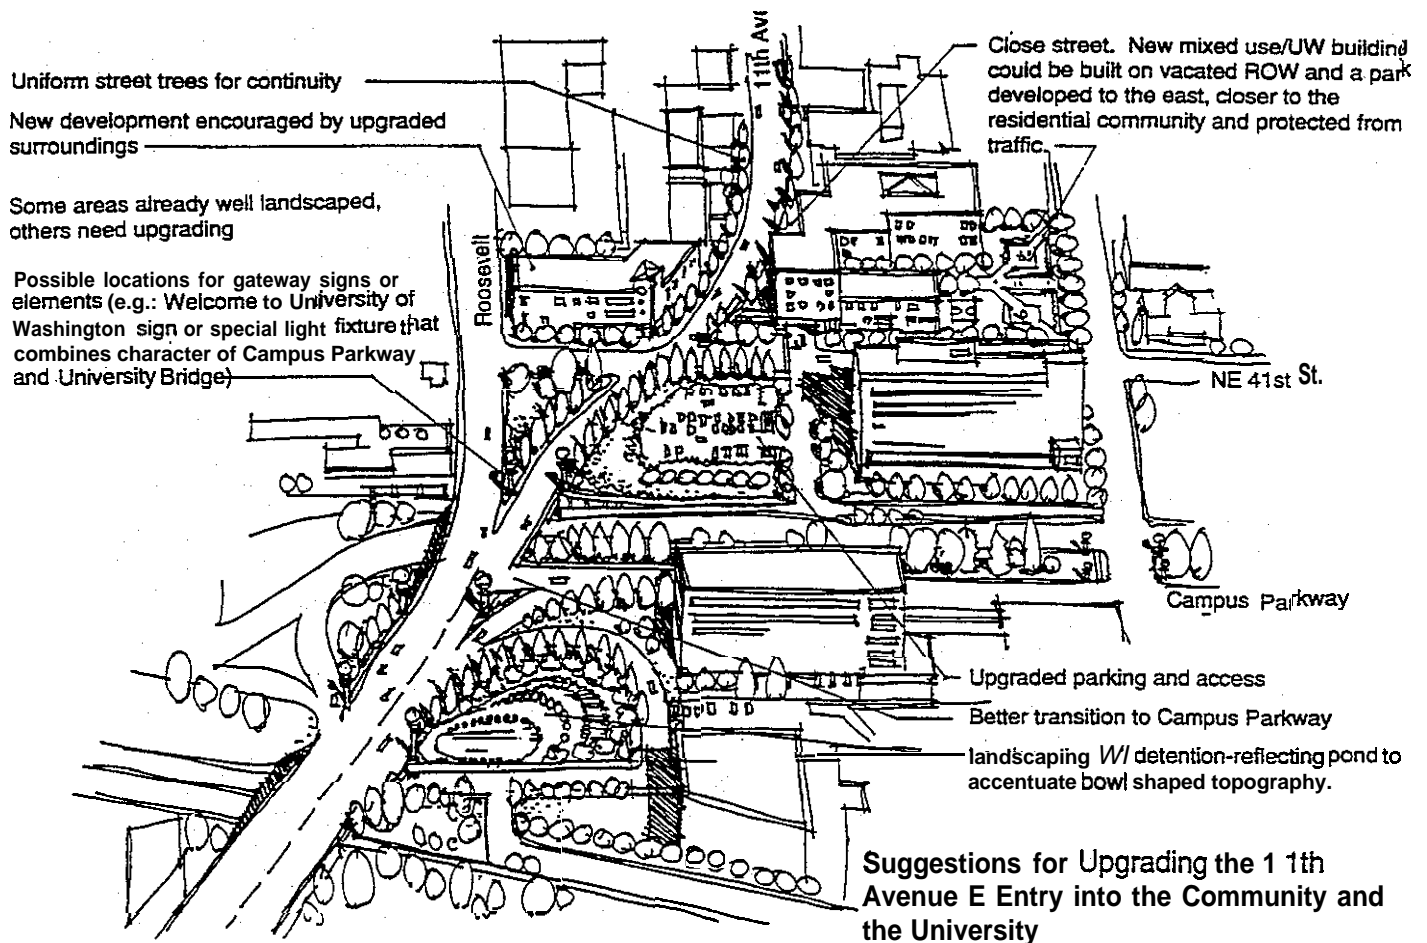 11th Ave
Close street. New mixed use/UW building
could be built on vacated ROW and a park
developed to the east, closer to the
residential community and protected from
traffic.
Uniform street trees for continuity
New development encouraged by upgraded
surroundings
Some areas already well landscaped,
others need upgrading
Possible locations for gateway signs or
elements (e.g.: Welcome to University of
Washington sign or special light fixture that
combines character of Campus Parkway
and University Bridge)
Roosevelt
NE 41st St.
Campus Parkway
Upgraded parking and access
Better transition to Campus Parkway
landscaping W/ detention-reflecting pond to
accentuate bowl shaped topography.
Suggestions for Upgrading the 1 1th
Avenue E Entry into the Community and
the University